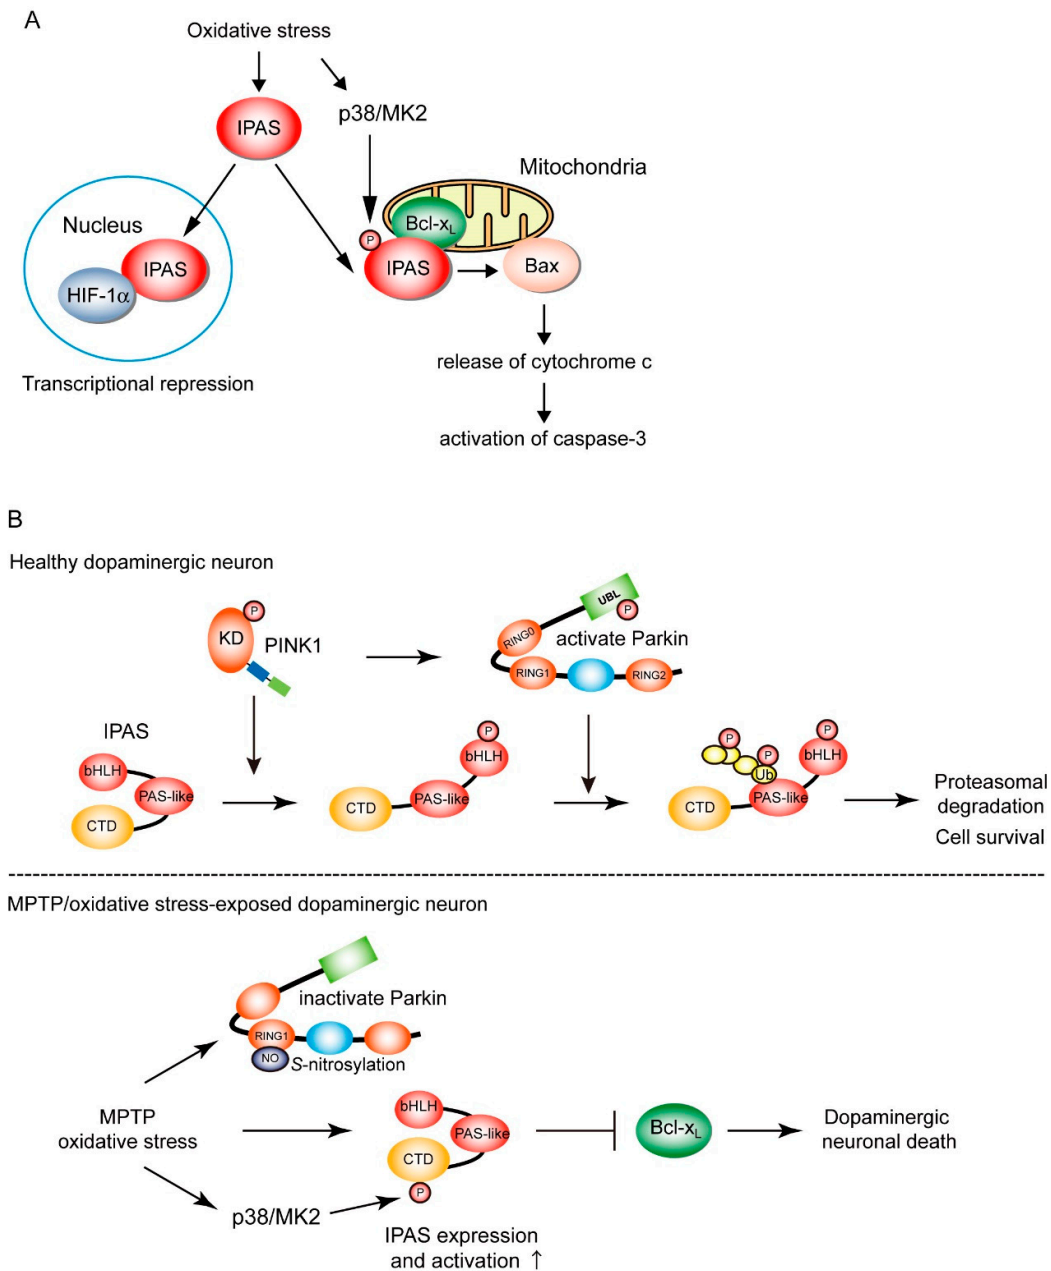 A
Oxidative stress
IPAS
p38/MK2
Mitochondria
Nucleus
Bcl-xL
P
IPAS
HIF-1α
IPAS
Bax
Transcriptional repression
release of cytochrome c
activation of caspase-3
B
Healthy dopaminergic neuron
P
KD
PINK1
UBL
P
RING0
activate Parkin
RING1
RING2
IPAS
bHLH
PAS-like
CTD
P
bHLH
PAS-like
CTD
P
P
Ub
P
bHLH
PAS-like
CTD
Proteasomal
degradation
Cell survival
MPTP/oxidative stress-exposed dopaminergic neuron
inactivate Parkin
RING1
NO
S-nitrosylation
MPTP
oxidative stress
bHLH
PAS-like
CTD
P
Bcl-xL
Dopaminergic
neuronal death
p38/MK2
IPAS expression
and activation ↑